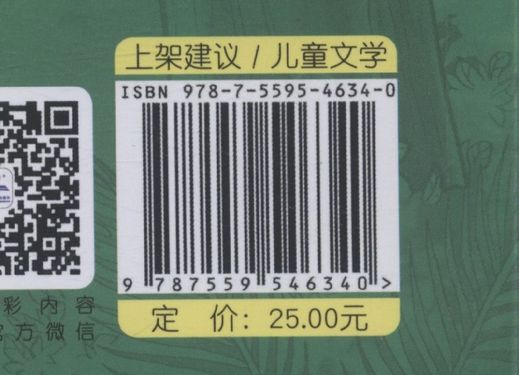 上架建议 / 儿童文学
ISBN 978-7-5595-4634-0
9 787559 546340 >
定 价: 25.00元
彩 内 容
官方微信